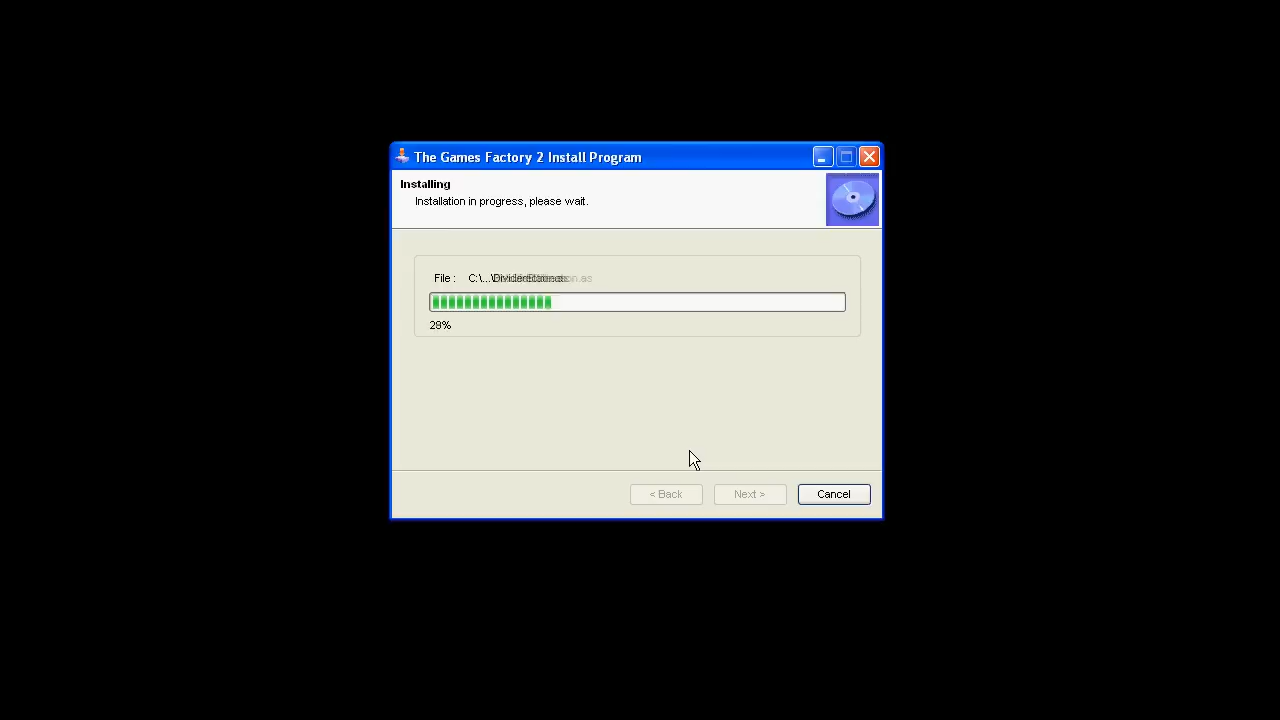 The Games Factory 2 Install Program
Installing
Installation in progress, please wait.
File : C:\...\
29%
< Back
Next >
Cancel